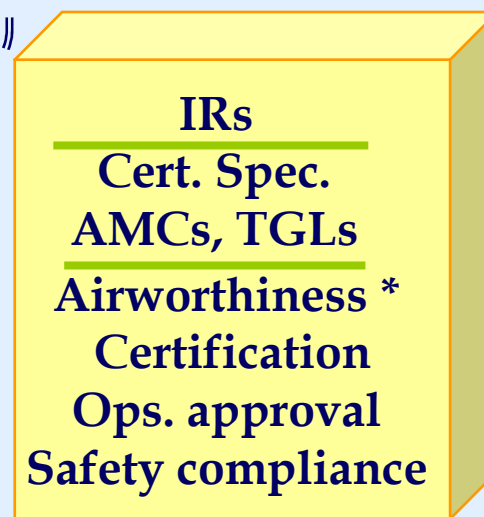 IRs
Cert. Spec.
AMCs, TGLs
Airworthiness *
Certification
Ops. approval
Safety compliance